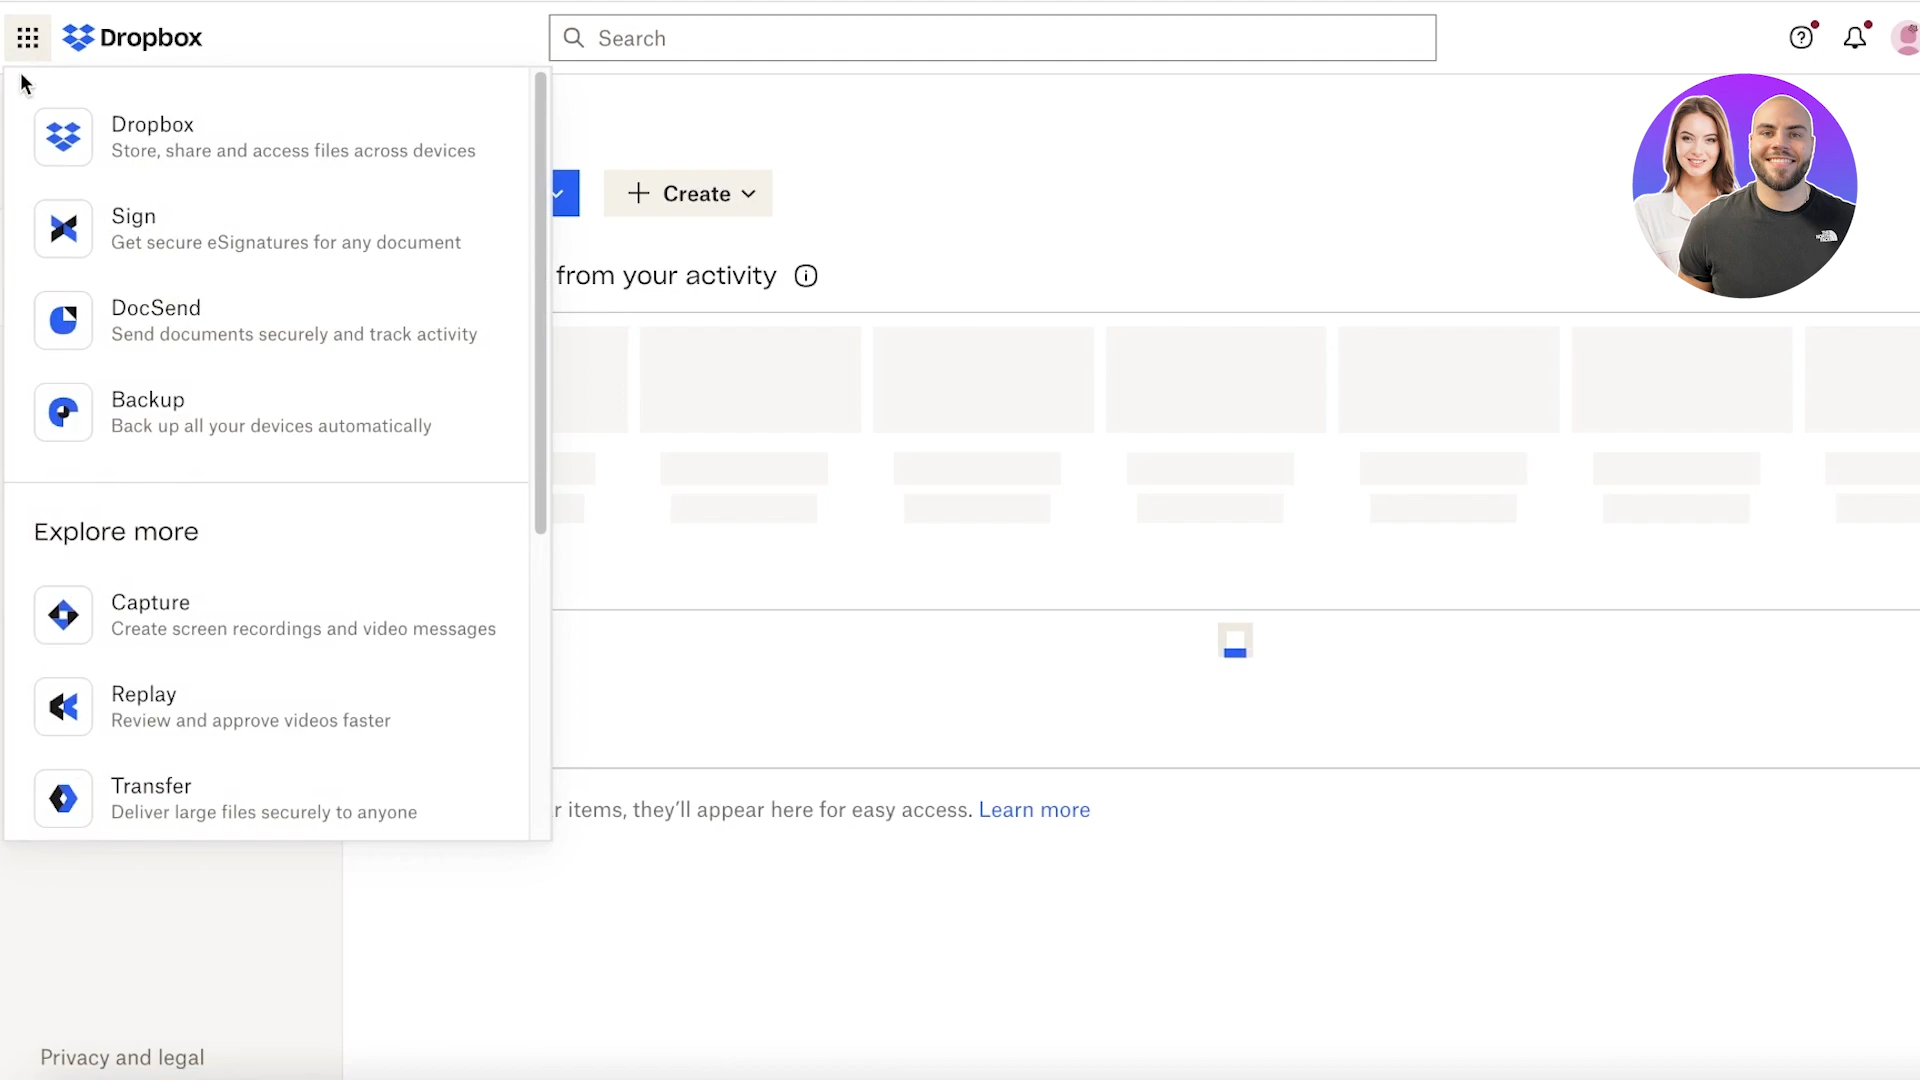 Dropbox
Search
Dropbox
Store, share and access files across devices
Sign
Get secure eSignatures for any document
DocSend
Send documents securely and track activity
Backup
Back up all your devices automatically
Explore more
Capture
Create screen recordings and video messages
Replay
Review and approve videos faster
Transfer
Deliver large files securely to anyone
Create
from your activity
r items, they’ll appear here for easy access. Learn more
Privacy and legal
THE NORTH FACE